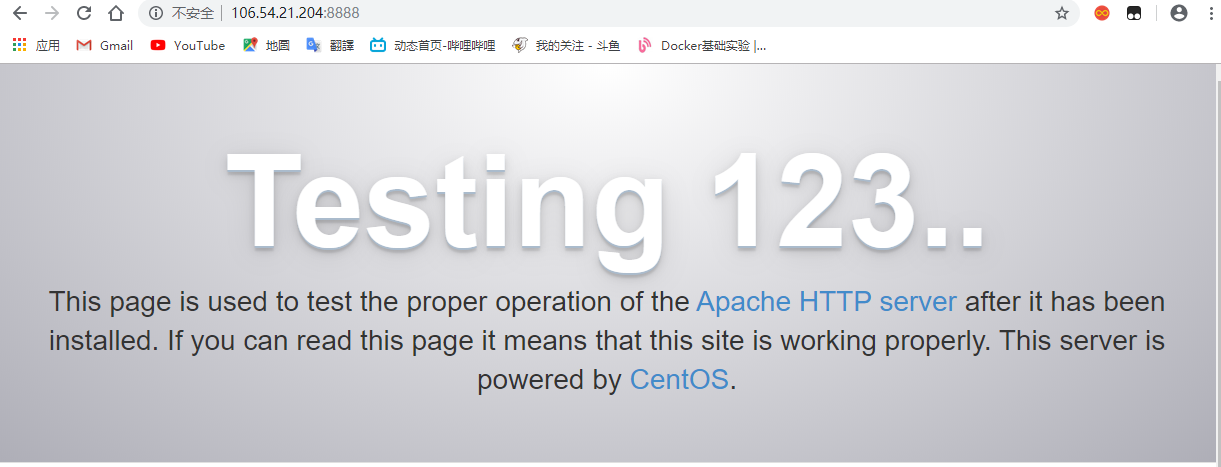 不安全 106.54.21.204:8888
应用 Gmail YouTube 地圖 翻譯 动态首页-哔哩哔哩 我的关注 - 斗鱼 Docker基础实验 |...
Testing 123..
This page is used to test the proper operation of the Apache HTTP server after it has been
installed. If you can read this page it means that this site is working properly. This server is
powered by CentOS.